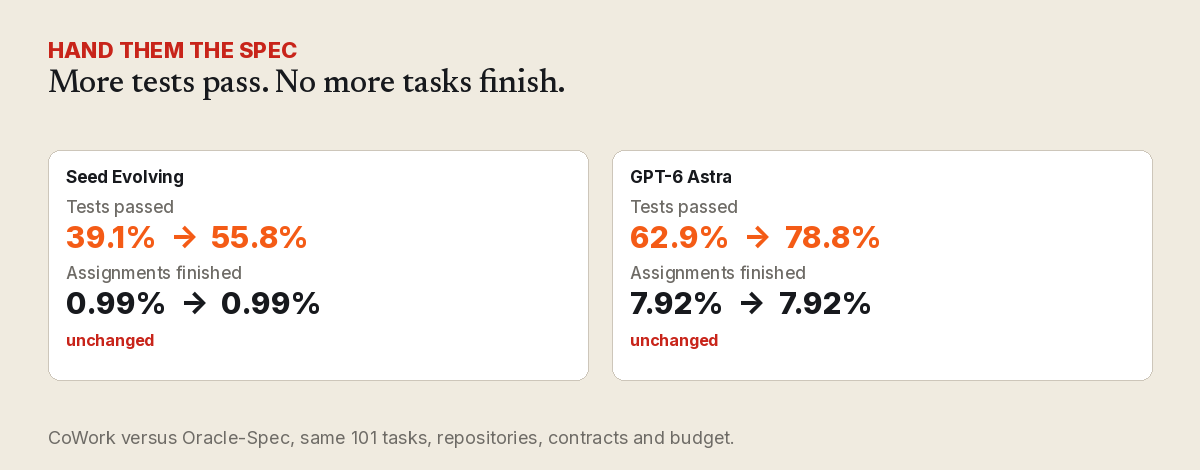 HAND THEM THE SPEC
More tests pass. No more tasks finish.
Seed Evolving
Tests passed
39.1% → 55.8%
Assignments finished
0.99% → 0.99%
unchanged
GPT-6 Astra
Tests passed
62.9% → 78.8%
Assignments finished
7.92% → 7.92%
unchanged
CoWork versus Oracle-Spec, same 101 tasks, repositories, contracts and budget.